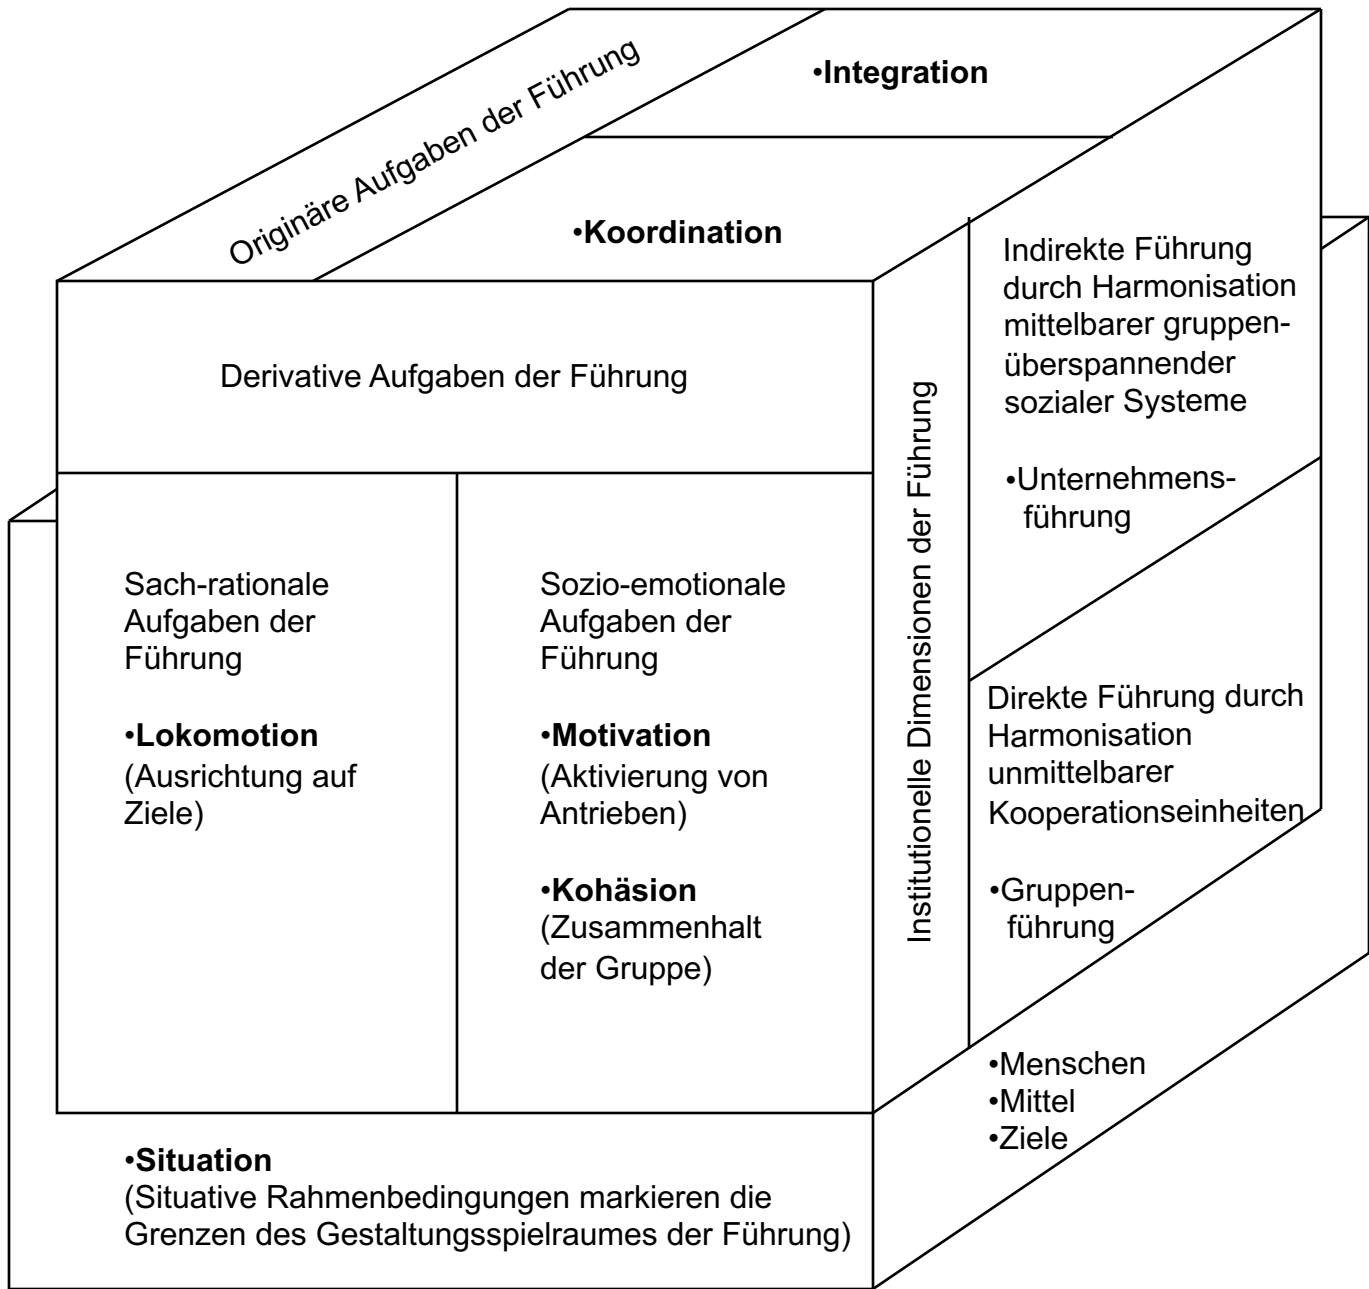 Originäre Aufgaben der Führung
•Integration
•Koordination
Derivative Aufgaben der Führung
Sach-rationale
Aufgaben der
Führung
•Lokomotion
(Ausrichtung auf
Ziele)
Sozio-emotionale
Aufgaben der
Führung
•Motivation
(Aktivierung von
Antrieben)
•Kohäsion
(Zusammenhalt
der Gruppe)
Institutionelle Dimensionen der Führung
Indirekte Führung
durch Harmonisation
mittelbarer gruppen-
überspannender
sozialer Systeme
•Unternehmens-
führung
Direkte Führung durch
Harmonisation
unmittelbarer
Kooperationseinheiten
•Gruppen-
führung
•Menschen
•Mittel
•Ziele
•Situation
(Situative Rahmenbedingungen markieren die
Grenzen des Gestaltungsspielraumes der Führung)